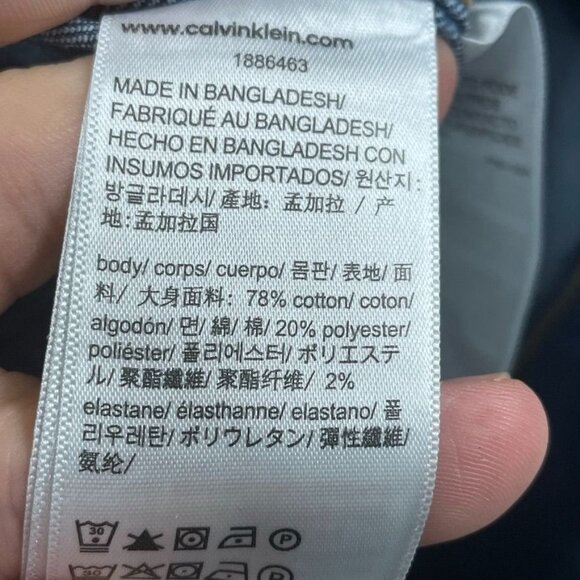 www.calvinklein.com
1886463
MADE IN BANGLADESH/
FABRIQUÉ AU BANGLADESH/
HECHO EN BANGLADESH CON
INSUMOS IMPORTADOS/ 원산지:
방글라데시/ 產地: 孟加拉 / 产
地:孟加拉国
body/ corps/ cuerpo/ 몸판/ 表地/ 面
料/ 大身面料: 78% cotton/ coton/
algodón/ 면/ 綿/ 棉/ 20% polyester/
poliéster/ 폴리에스터/ ポリエステ
ル/ 聚酯纖維/ 聚酯纤维/ 2%
elastane/ élasthanne/ elastano/ 폴
리우레탄/ ポリウレタン/ 彈性纖維/
氨纶/
30 P